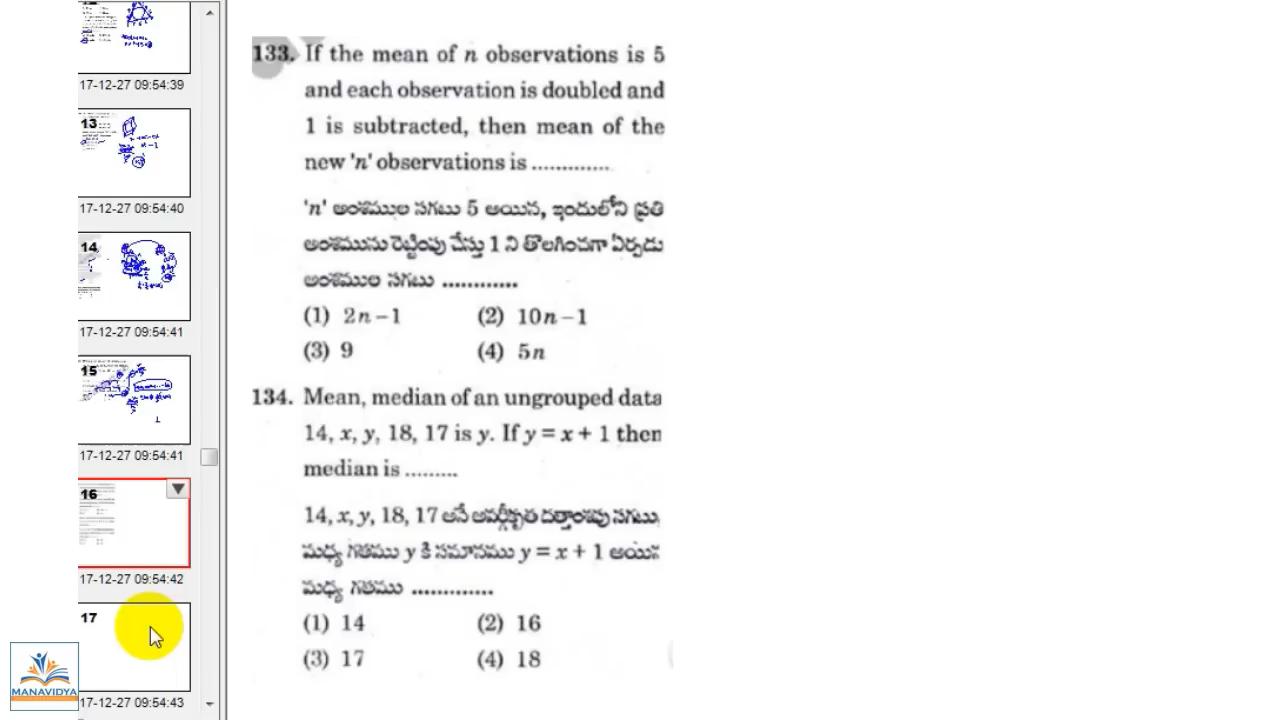 17-12-27 09:54:39
13
17-12-27 09:54:40
14
17-12-27 09:54:41
15
17-12-27 09:54:41
16
17-12-27 09:54:42
17
17-12-27 09:54:43
MANAVIDYA
133. If the mean of n observations is 5
and each observation is doubled and
1 is subtracted, then mean of the
new 'n' observations is .............
'n' అంశముల సగటు 5 అయిన, ఇందులోని ప్రతి
అంశమును రెట్టింపు చేస్తు 1 ని తొలగించగా ఏర్పడు
అంశముల సగటు ............
(1) 2n – 1 (2) 10n – 1
(3) 9 (4) 5n
134. Mean, median of an ungrouped data
14, x, y, 18, 17 is y. If y = x + 1 then
median is .........
14, x, y, 18, 17 అనే అవర్గీకృత దత్తాంశపు సగటు,
మధ్య గతము y కి సమానము y = x + 1 అయిన
మధ్య గతము .............
(1) 14 (2) 16
(3) 17 (4) 18